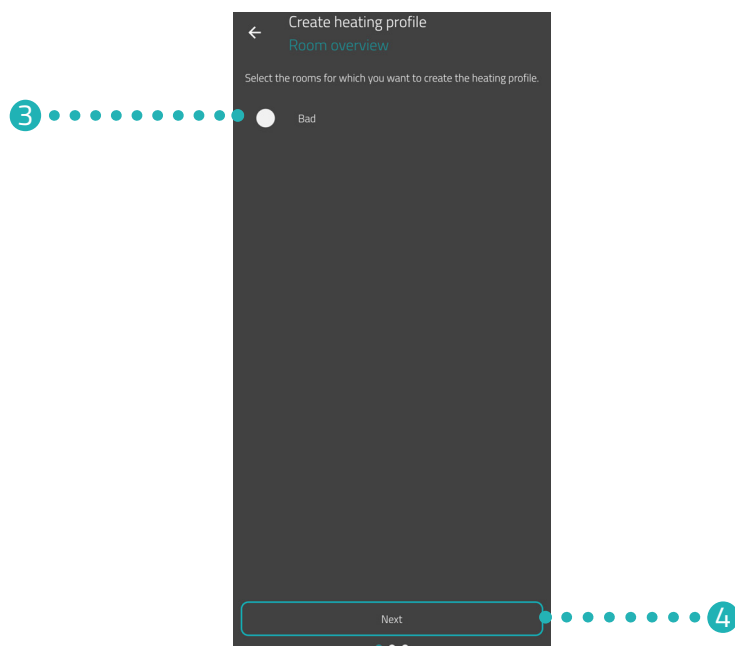 Create heating profile
Room overview
Select the rooms for which you want to create the heating profile.
3
Bad
Next
4